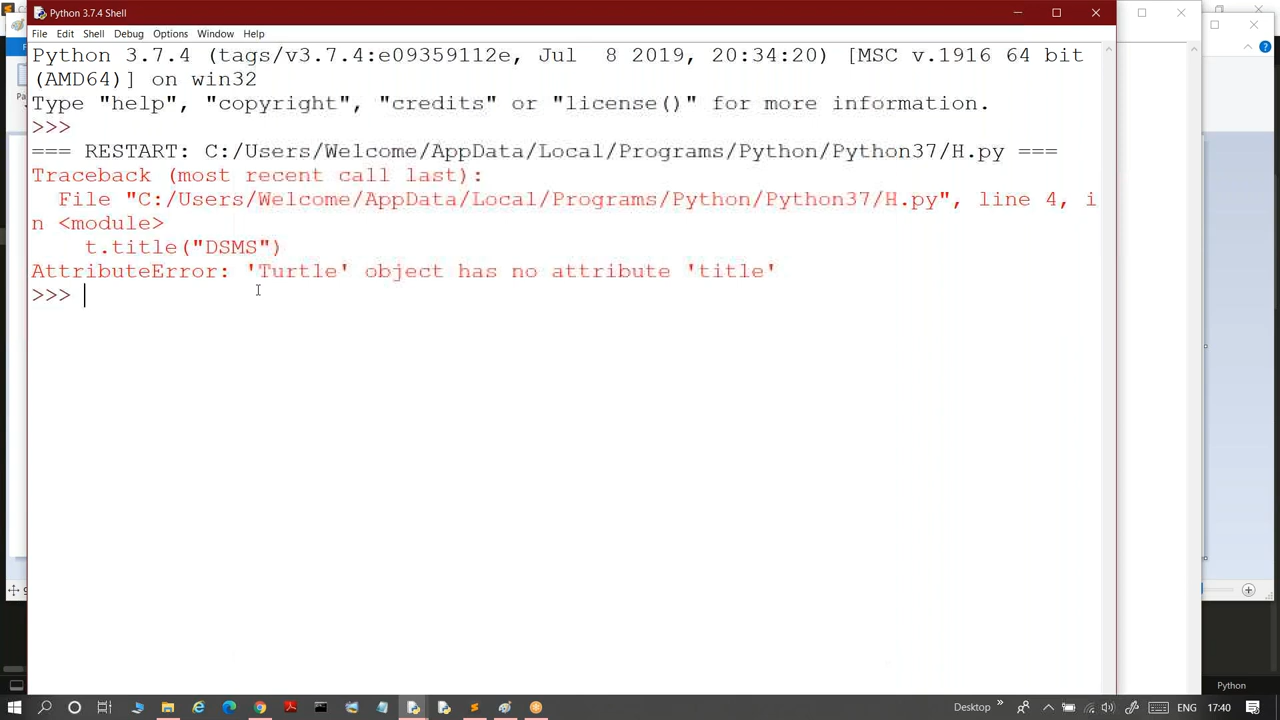 Python 3.7.4 Shell
File Edit Shell Debug Options Window Help
Python 3.7.4 (tags/v3.7.4:e09359112e, Jul  8 2019, 20:34:20) [MSC v.1916 64 bit
(AMD64)] on win32
Type "help", "copyright", "credits" or "license()" for more information.
>>>
=== RESTART: C:/Users/Welcome/AppData/Local/Programs/Python/Python37/H.py ===
Traceback (most recent call last):
  File "C:/Users/Welcome/AppData/Local/Programs/Python/Python37/H.py", line 4, i
n <module>
    t.title("DSMS")
AttributeError: 'Turtle' object has no attribute 'title'
>>>
Python
Desktop
ENG
17:40